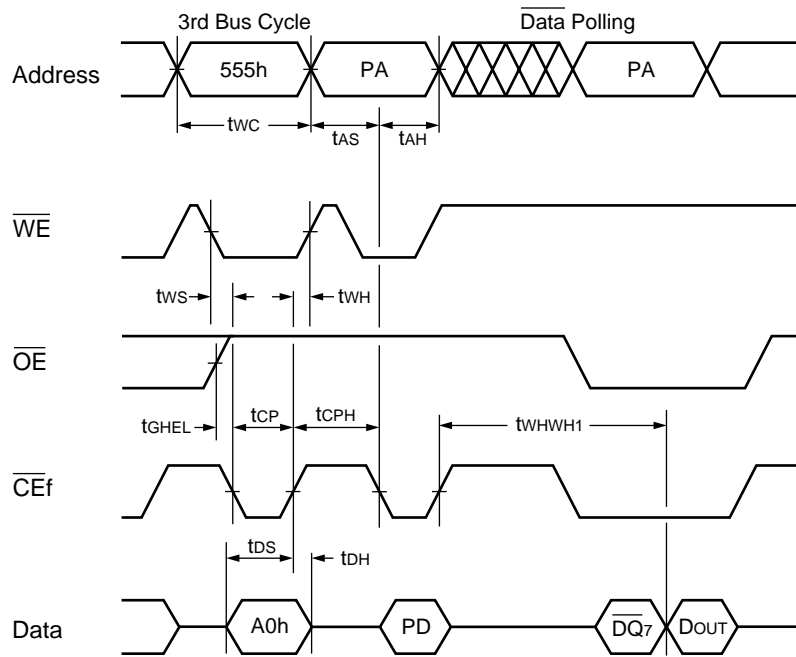 3rd Bus Cycle Data Polling
Address 555h PA PA
tWC tAS tAH
WE
tWS tWH
OE
tGHEL tCP tCPH tWHWH1
CEf
tDS tDH
Data A0h PD DQ7 DOUT